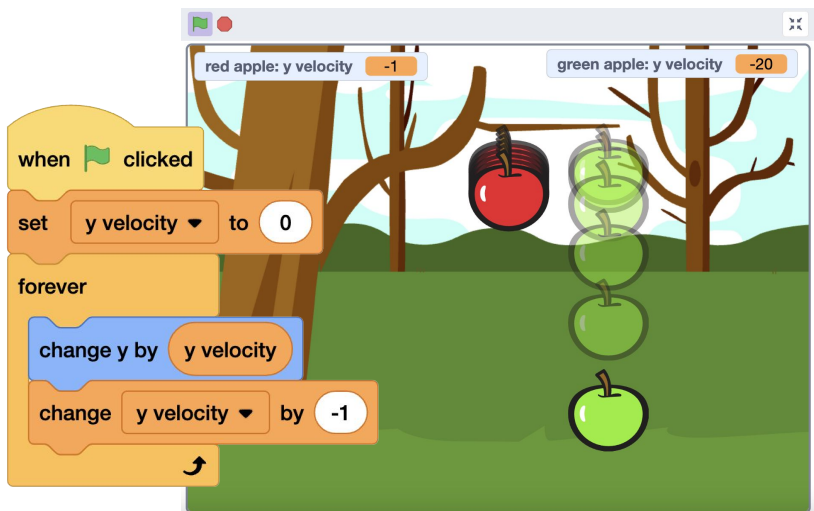 red apple: y velocity -1
green apple: y velocity -20
when clicked
set y velocity to 0
forever
change y by y velocity
change y velocity by -1